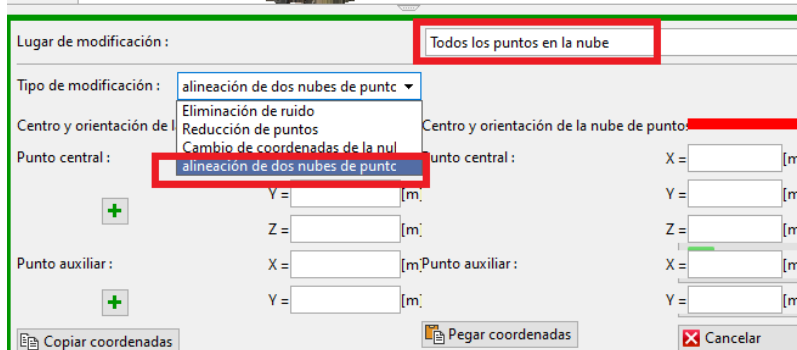 Lugar de modificación :
Todos los puntos en la nube
Tipo de modificación :
alineación de dos nubes de puntc
Eliminación de ruido
Reducción de puntos
Cambio de coordenadas de la nul
alineación de dos nubes de puntc
Centro y orientación de l
Centro y orientación de la nube de puntos
Punto central :
Punto central :
X =
[m
Y =
[m]
Y =
[m
Z =
[m]
Z =
[m
Punto auxiliar :
X =
[m]
Punto auxiliar :
X =
[m
Y =
[m]
Y =
[m
Copiar coordenadas
Pegar coordenadas
Cancelar